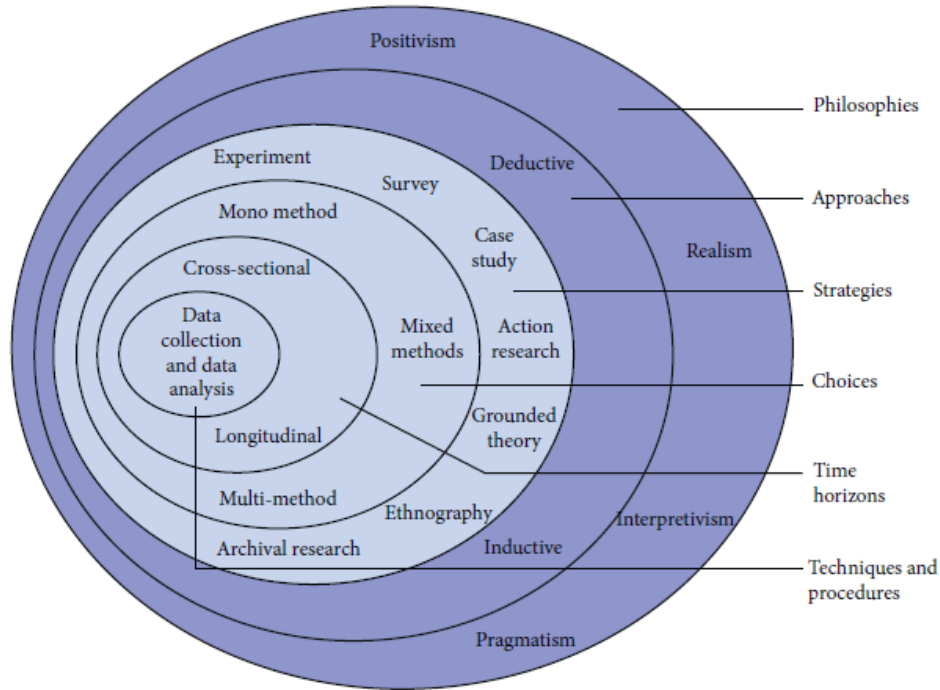 Positivism
Philosophies
Experiment
Deductive
Survey
Approaches
Mono method
Case
study
Realism
Cross-sectional
Strategies
Data
collection
and data
analysis
Mixed
methods
Action
research
Choices
Longitudinal
Grounded
theory
Time
horizons
Multi-method
Ethnography
Interpretivism
Archival research
Inductive
Techniques and
procedures
Pragmatism